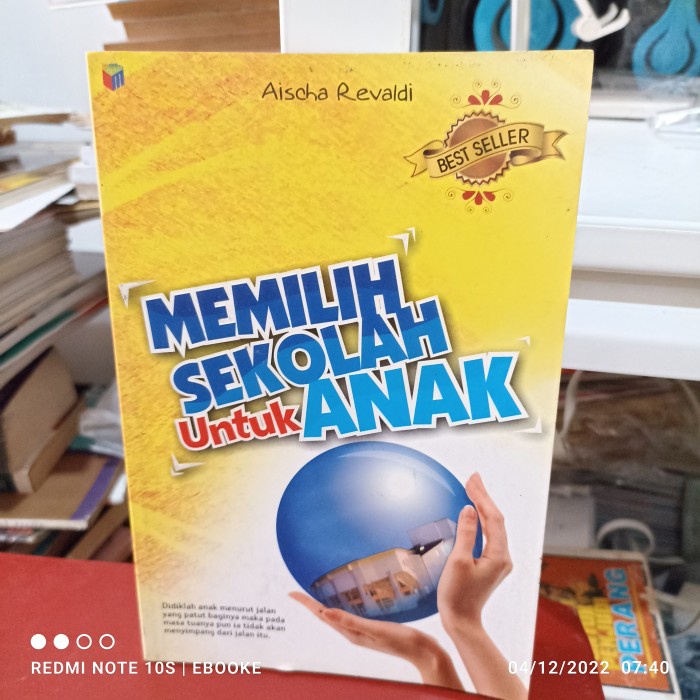 Aischa Revaldi
BEST SELLER
MEMILIH
SEKOLAH
Untuk ANAK
Didiklah anak menurut jalan
yang patut baginya maka pada
masa tuanya pun ia tidak akan
menyimpang dari jalan itu.
PERANG
REDMI NOTE 10S | EBOOKE
04/12/2022 07:40